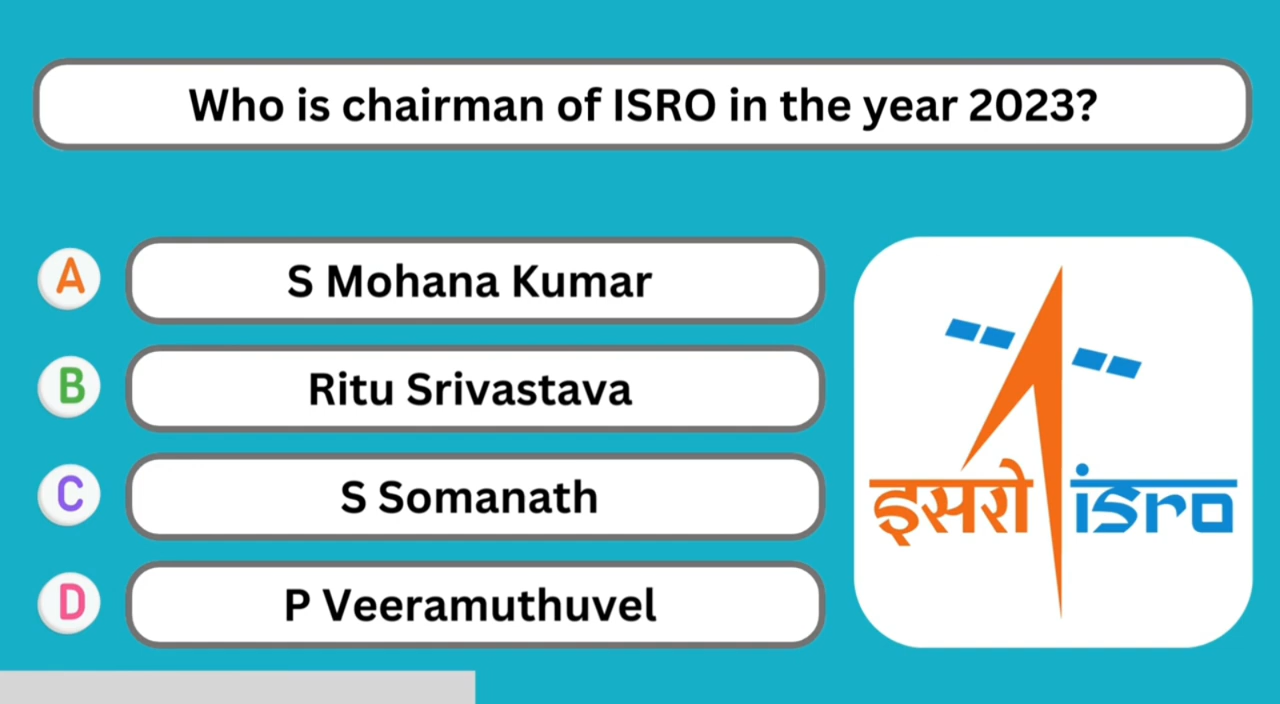 Who is chairman of ISRO in the year 2023?
A S Mohana Kumar
B Ritu Srivastava
C S Somanath
D P Veeramuthuvel
इसरो isro